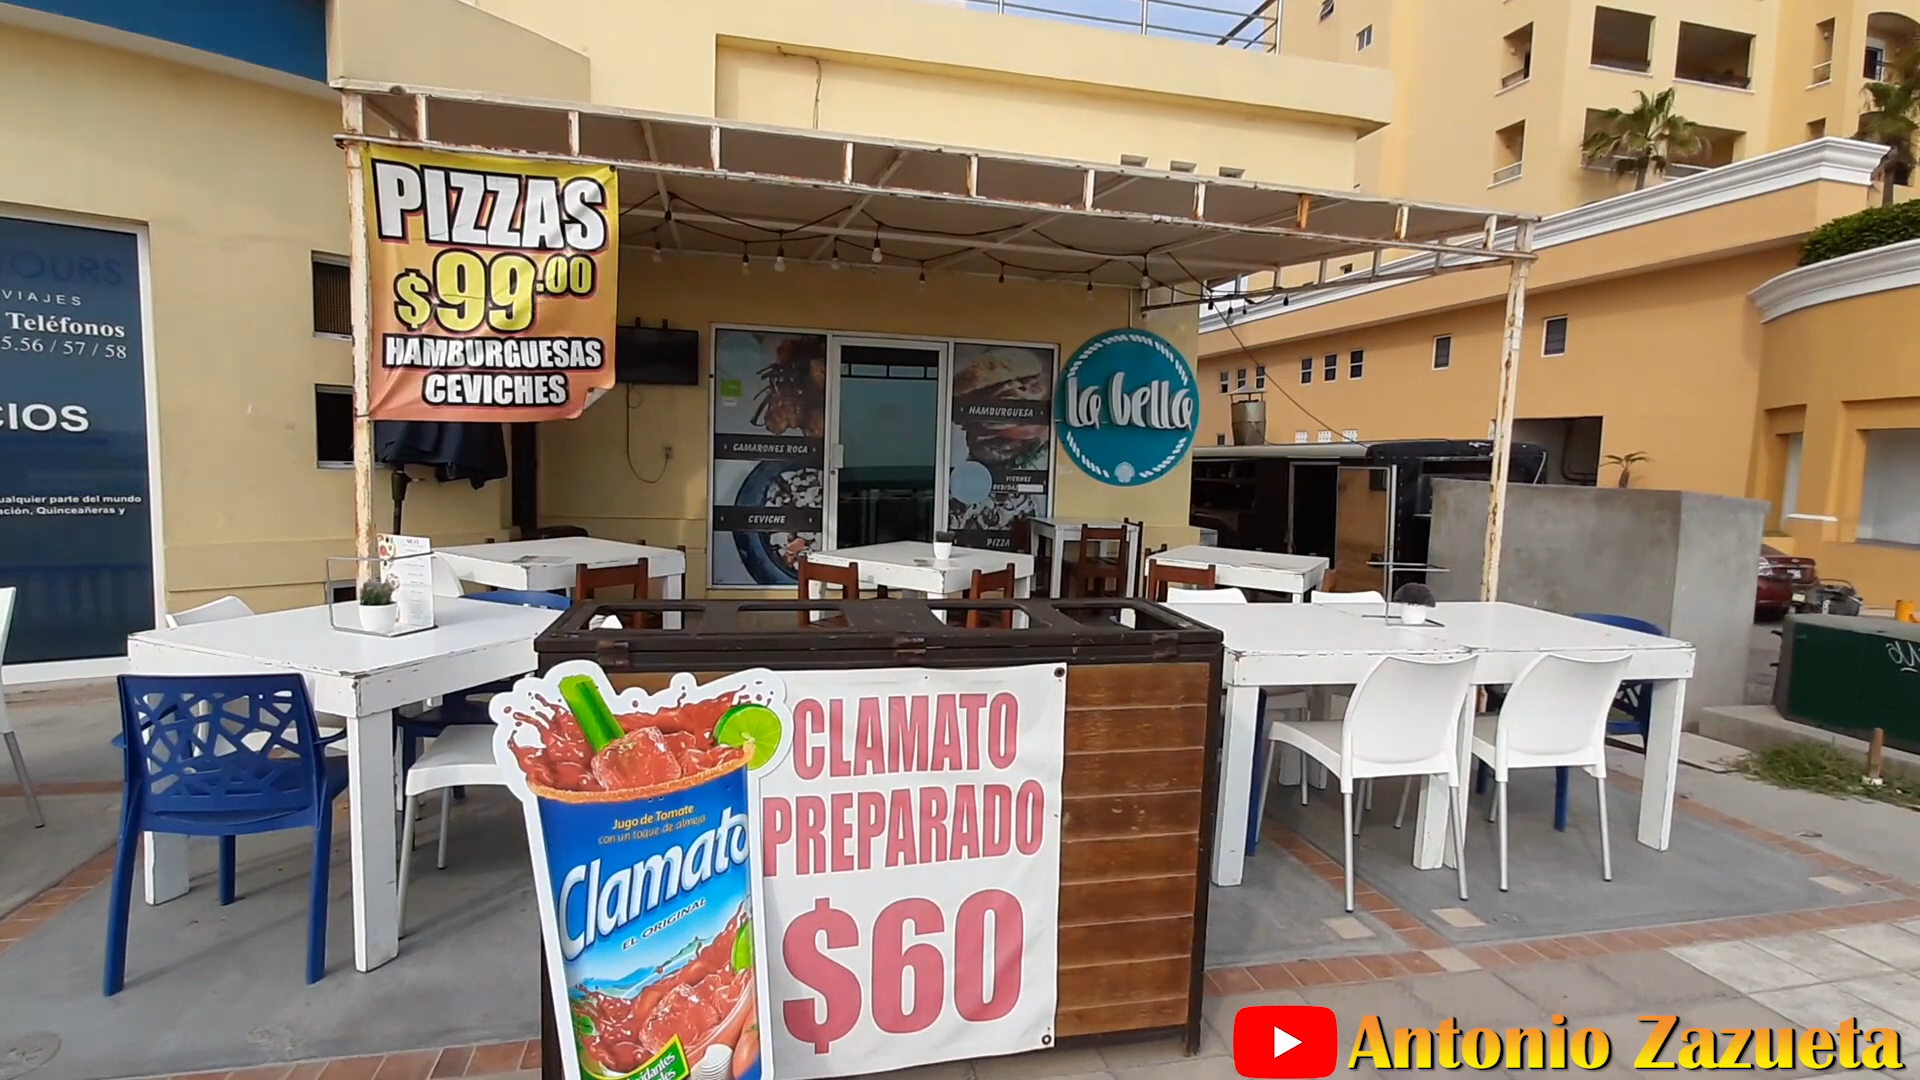 PIZZAS
$99.00
HAMBURGUESAS
CEVICHES
TOURS
VIAJES
Teléfonos
5.56 / 57 / 58
CIOS
ualquier parte del mundo
ación, Quinceañeras y
CAMARONES ROCA
CEVICHE
HAMBURGUESA
VIERNES
PIZZA
la bella
Jugo de Tomate
con un toque de almeja
Clamato
EL ORIGINAL
CLAMATO
PREPARADO
$60
Antonio Zazueta